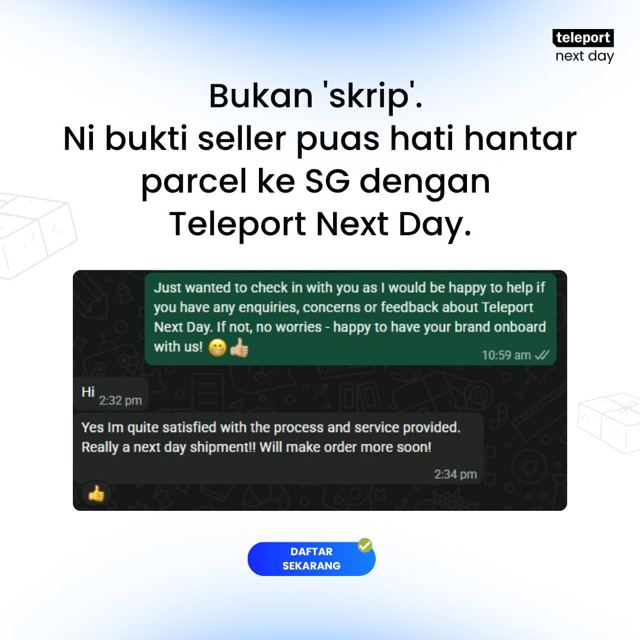 teleport
next day
Bukan 'skrip'.
Ni bukti seller puas hati hantar
parcel ke SG dengan
Teleport Next Day.
Just wanted to check in with you as I would be happy to help if
you have any enquiries, concerns or feedback about Teleport
Next Day. If not, no worries - happy to have your brand onboard
with us! 😁👍🏼
10:59 am
Hi
2:32 pm
Yes Im quite satisfied with the process and service provided.
Really a next day shipment!! Will make order more soon!
2:34 pm
👍
DAFTAR
SEKARANG